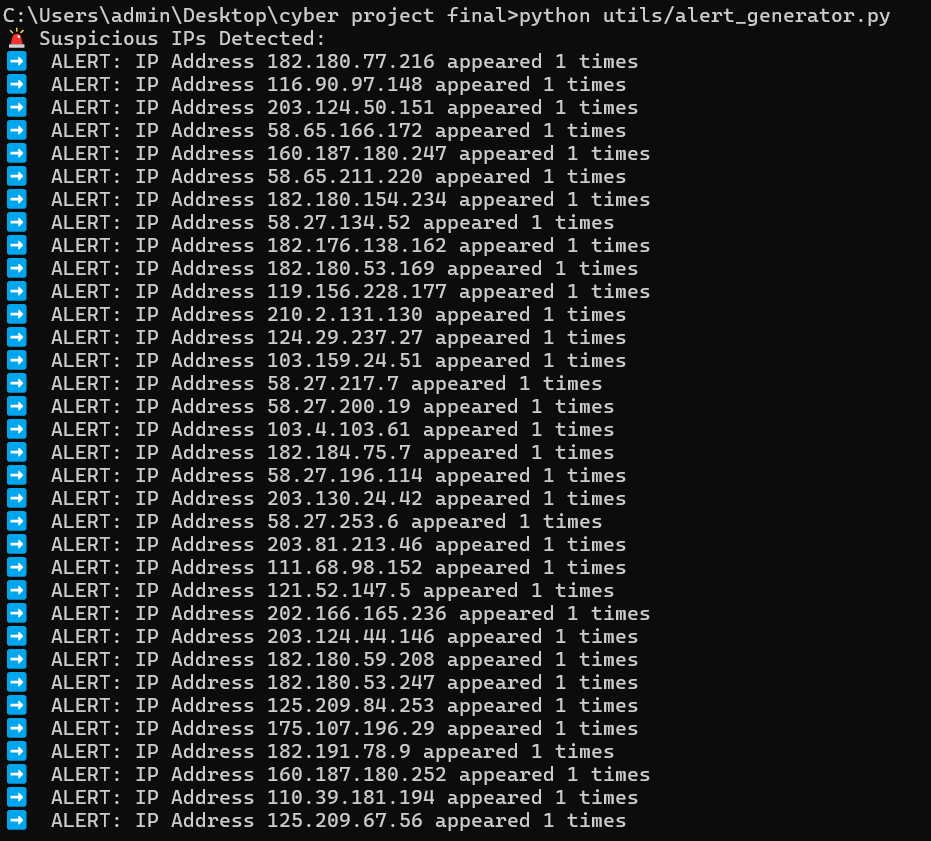 C:\Users\admin\Desktop\cyber project final>python utils/alert_generator.py
🚨 Suspicious IPs Detected:
➡️ ALERT: IP Address 182.180.77.216 appeared 1 times
➡️ ALERT: IP Address 116.90.97.148 appeared 1 times
➡️ ALERT: IP Address 203.124.50.151 appeared 1 times
➡️ ALERT: IP Address 58.65.166.172 appeared 1 times
➡️ ALERT: IP Address 160.187.180.247 appeared 1 times
➡️ ALERT: IP Address 58.65.211.220 appeared 1 times
➡️ ALERT: IP Address 182.180.154.234 appeared 1 times
➡️ ALERT: IP Address 58.27.134.52 appeared 1 times
➡️ ALERT: IP Address 182.176.138.162 appeared 1 times
➡️ ALERT: IP Address 182.180.53.169 appeared 1 times
➡️ ALERT: IP Address 119.156.228.177 appeared 1 times
➡️ ALERT: IP Address 210.2.131.130 appeared 1 times
➡️ ALERT: IP Address 124.29.237.27 appeared 1 times
➡️ ALERT: IP Address 103.159.24.51 appeared 1 times
➡️ ALERT: IP Address 58.27.217.7 appeared 1 times
➡️ ALERT: IP Address 58.27.200.19 appeared 1 times
➡️ ALERT: IP Address 103.4.103.61 appeared 1 times
➡️ ALERT: IP Address 182.184.75.7 appeared 1 times
➡️ ALERT: IP Address 58.27.196.114 appeared 1 times
➡️ ALERT: IP Address 203.130.24.42 appeared 1 times
➡️ ALERT: IP Address 58.27.253.6 appeared 1 times
➡️ ALERT: IP Address 203.81.213.46 appeared 1 times
➡️ ALERT: IP Address 111.68.98.152 appeared 1 times
➡️ ALERT: IP Address 121.52.147.5 appeared 1 times
➡️ ALERT: IP Address 202.166.165.236 appeared 1 times
➡️ ALERT: IP Address 203.124.44.146 appeared 1 times
➡️ ALERT: IP Address 182.180.59.208 appeared 1 times
➡️ ALERT: IP Address 182.180.53.247 appeared 1 times
➡️ ALERT: IP Address 125.209.84.253 appeared 1 times
➡️ ALERT: IP Address 175.107.196.29 appeared 1 times
➡️ ALERT: IP Address 182.191.78.9 appeared 1 times
➡️ ALERT: IP Address 160.187.180.252 appeared 1 times
➡️ ALERT: IP Address 110.39.181.194 appeared 1 times
➡️ ALERT: IP Address 125.209.67.56 appeared 1 times